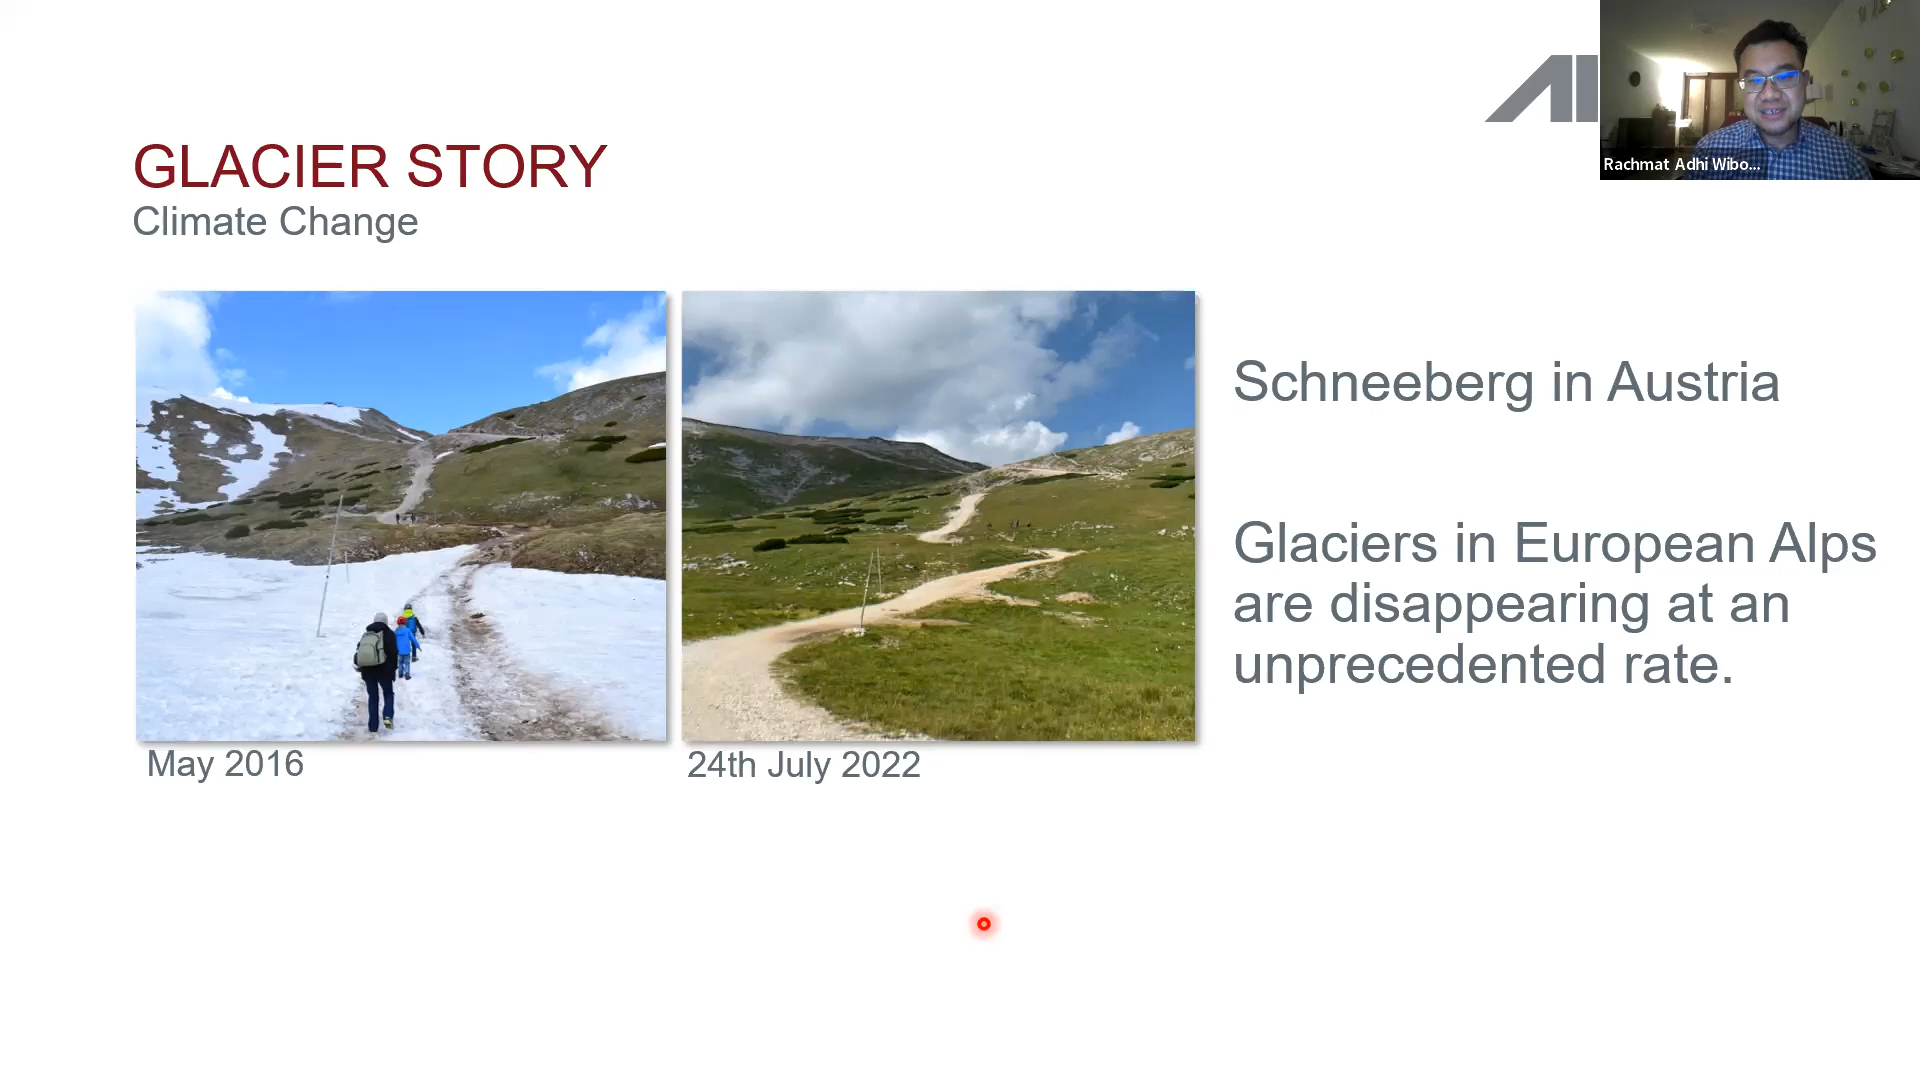 GLACIER STORY
Climate Change
Schneeberg in Austria
Glaciers in European Alps
are disappearing at an
unprecedented rate.
May 2016
24th July 2022
AI
Rachmat Adhi Wibo...